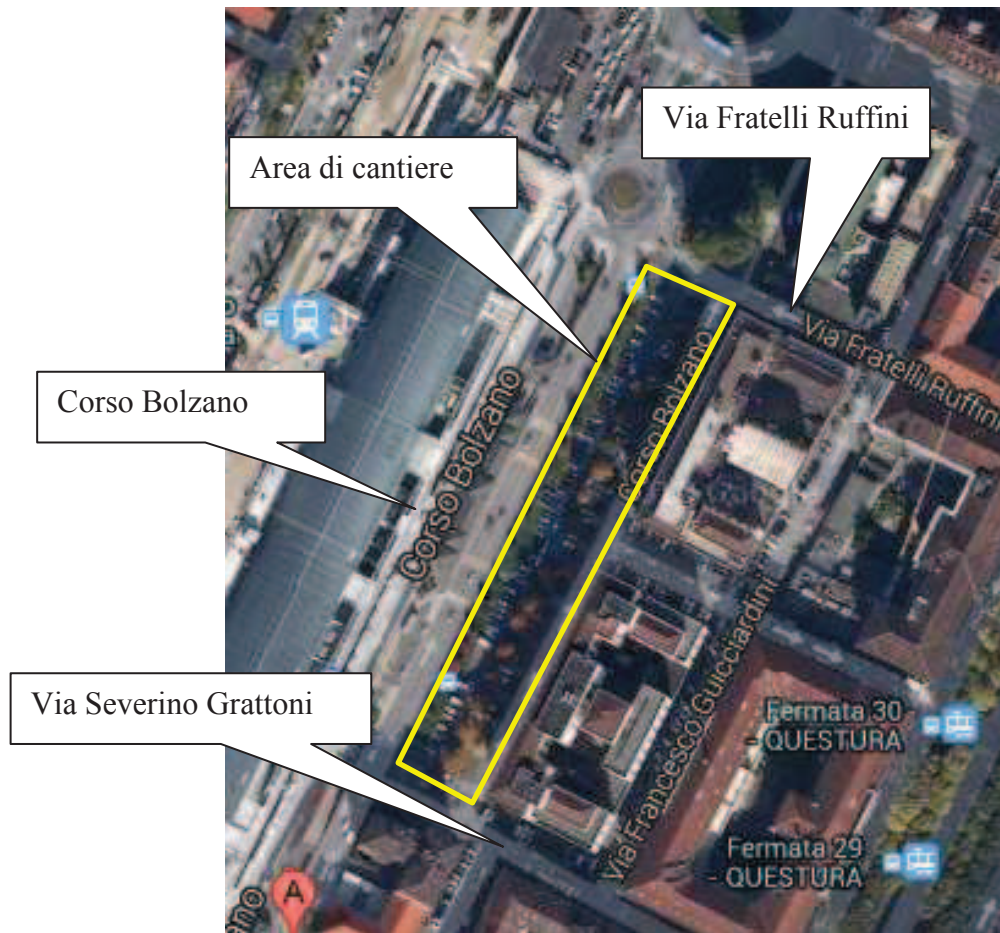 Via Fratelli Ruffini
Area di cantiere
Via Fratelli Ruffini
Corso Bolzano
Corso Bolzano
Corso Bolzano
Via Severino Grattoni
Via Francesco Guicciardini
Fermata 30
- QUESTURA
Fermata 29
- QUESTURA
A